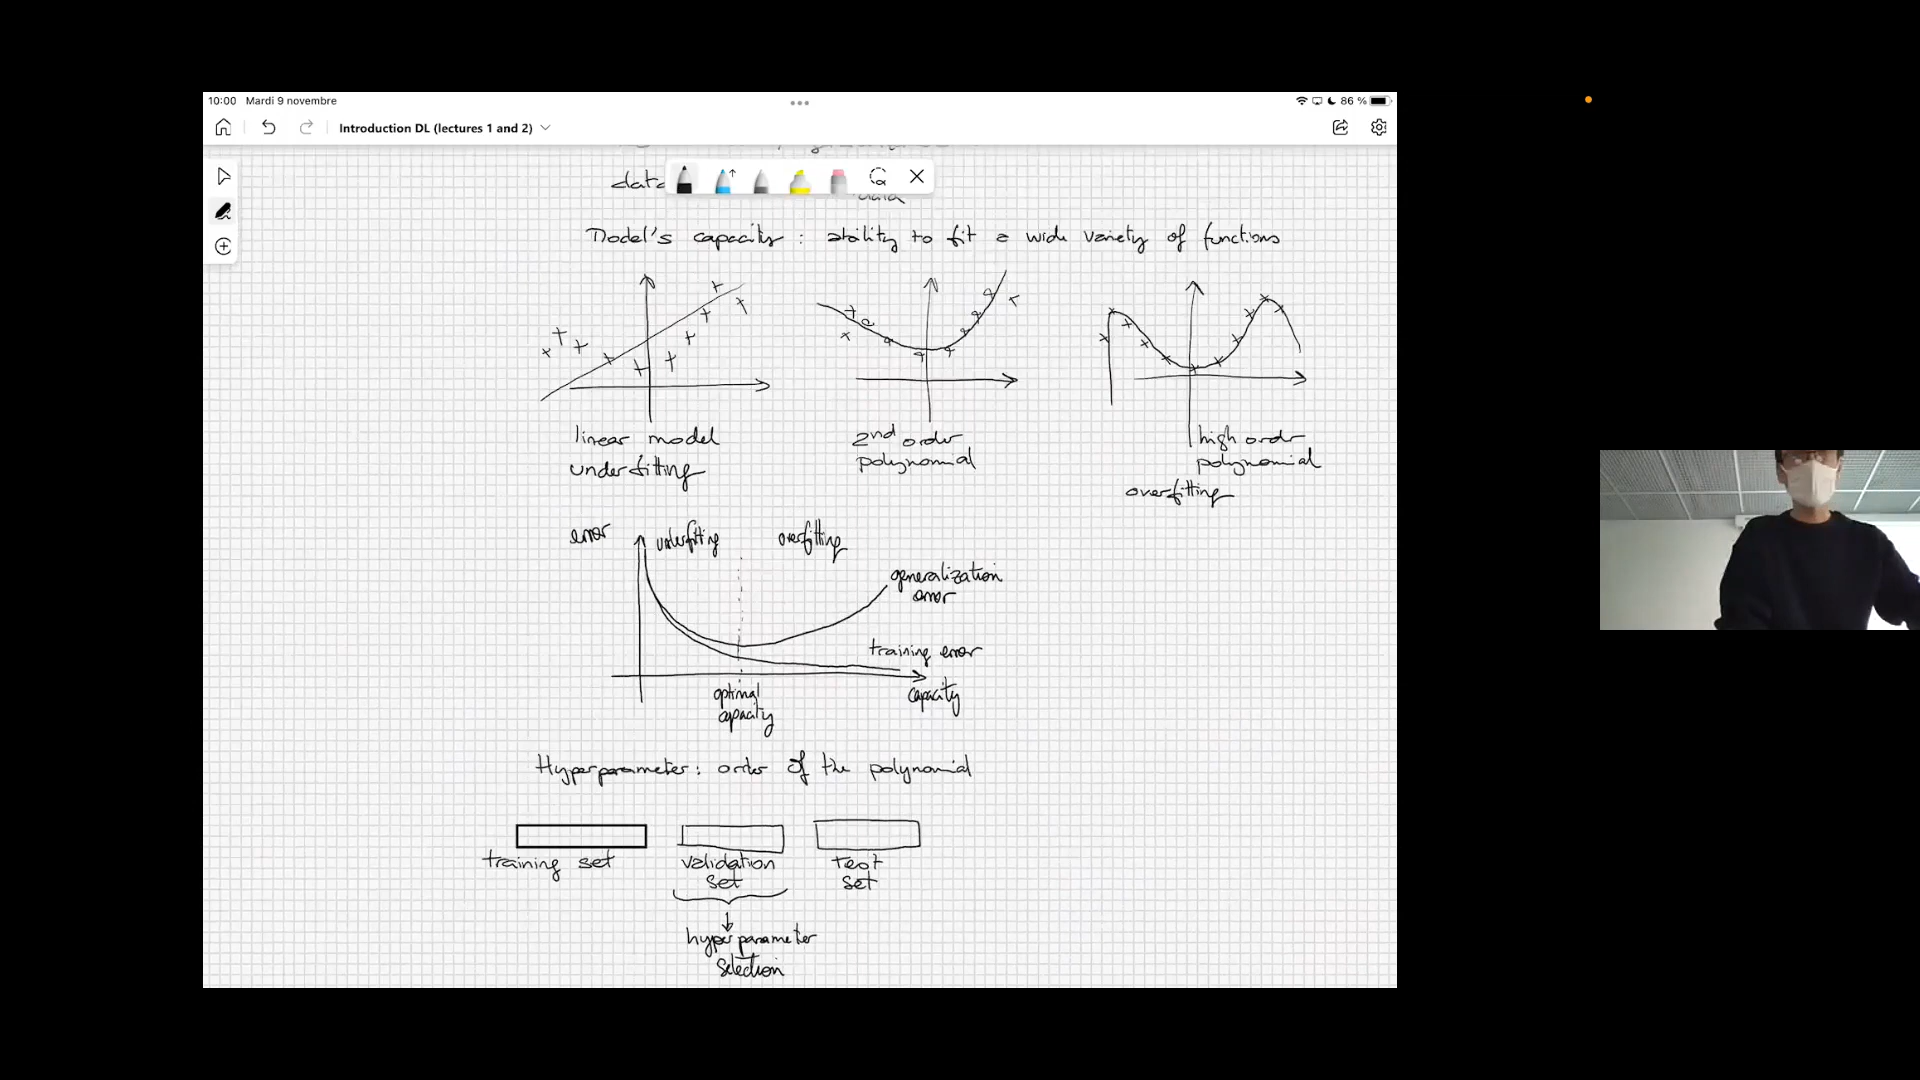 10:00 Mardi 9 novembre
86 %
Introduction DL (lectures 1 and 2)
data
data
Model's capacity : ability to fit a wide variety of functions
linear model
underfitting
2nd order
polynomial
high order
polynomial
overfitting
error
underfitting
overfitting
generalization
error
training error
optimal
capacity
capacity
Hyperparameter: order of the polynomial
training set
validation
set
test
set
hyperparameter
selection